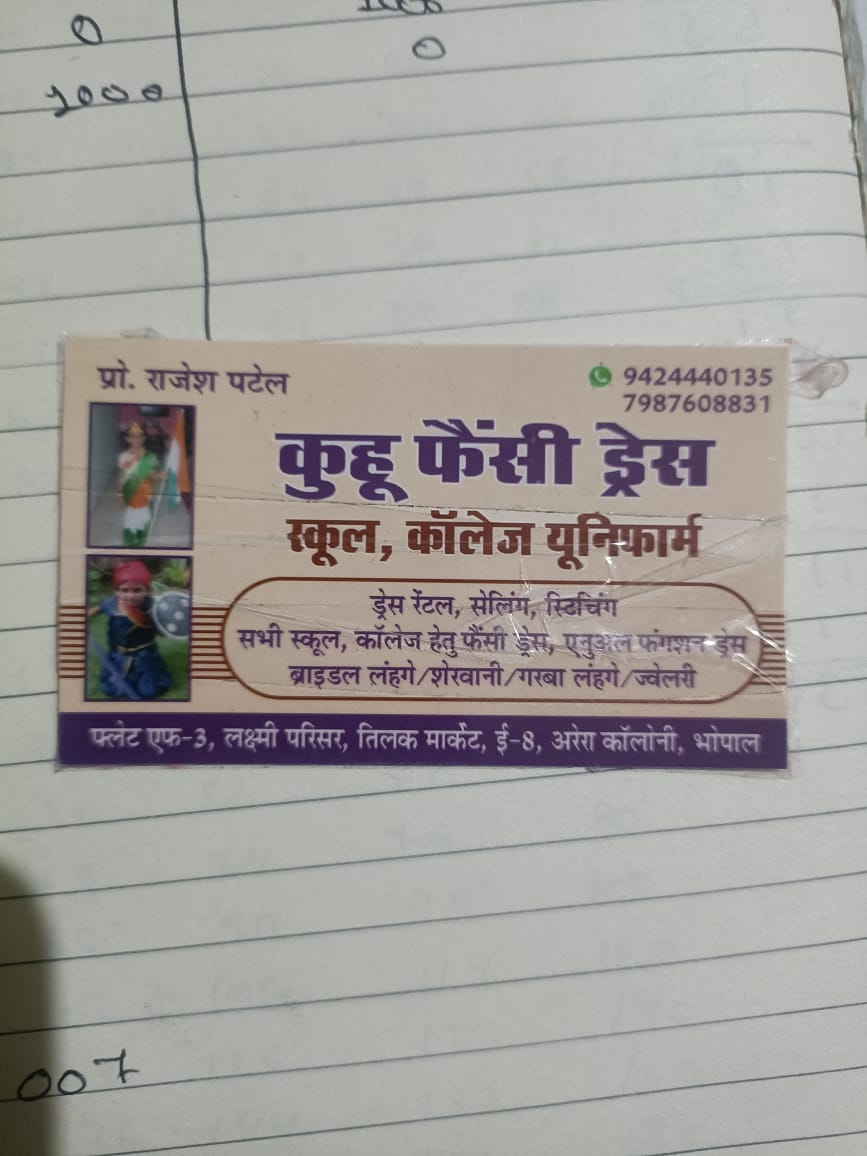 0
0
1000
प्रो. राजेश पटेल
9424440135
7987608831
कुहू फैंसी ड्रेस
स्कूल, कॉलेज यूनिफार्म
ड्रेस रेंटल, सेलिंग, स्टिचिंग
सभी स्कूल, कॉलेज हेतु फैंसी ड्रेस, एनुअल फंगशन ड्रेस
ब्राइडल लंहगे/शेरवानी/गरबा लंहगे/ज्वेलरी
फ्लेट एफ-3, लक्ष्मी परिसर, तिलक मार्केट, ई-8, अरेरा कॉलोनी, भोपाल
007